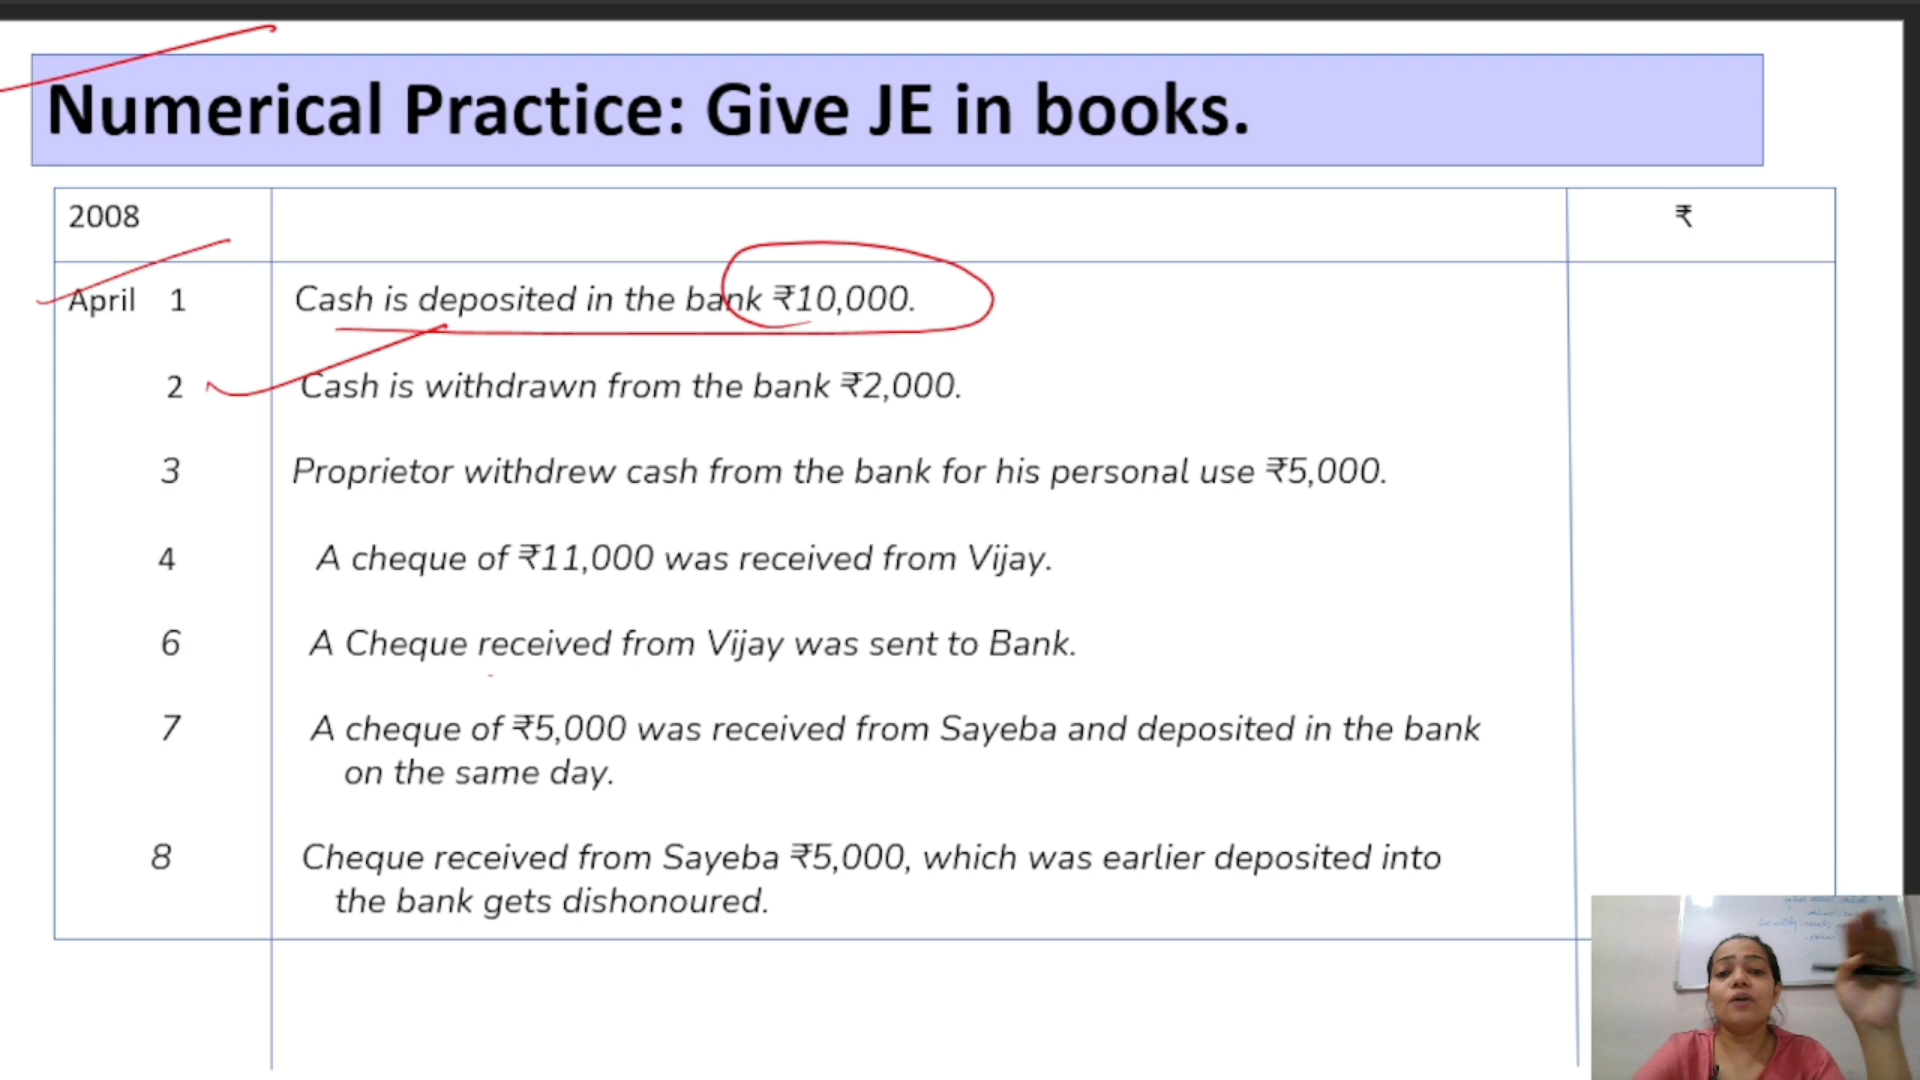 Numerical Practice: Give JE in books.
2008 ₹
April 1 Cash is deposited in the bank ₹10,000.
2 Cash is withdrawn from the bank ₹2,000.
3 Proprietor withdrew cash from the bank for his personal use ₹5,000.
4 A cheque of ₹11,000 was received from Vijay.
6 A Cheque received from Vijay was sent to Bank.
7 A cheque of ₹5,000 was received from Sayeba and deposited in the bank
on the same day.
8 Cheque received from Sayeba ₹5,000, which was earlier deposited into
the bank gets dishonoured.